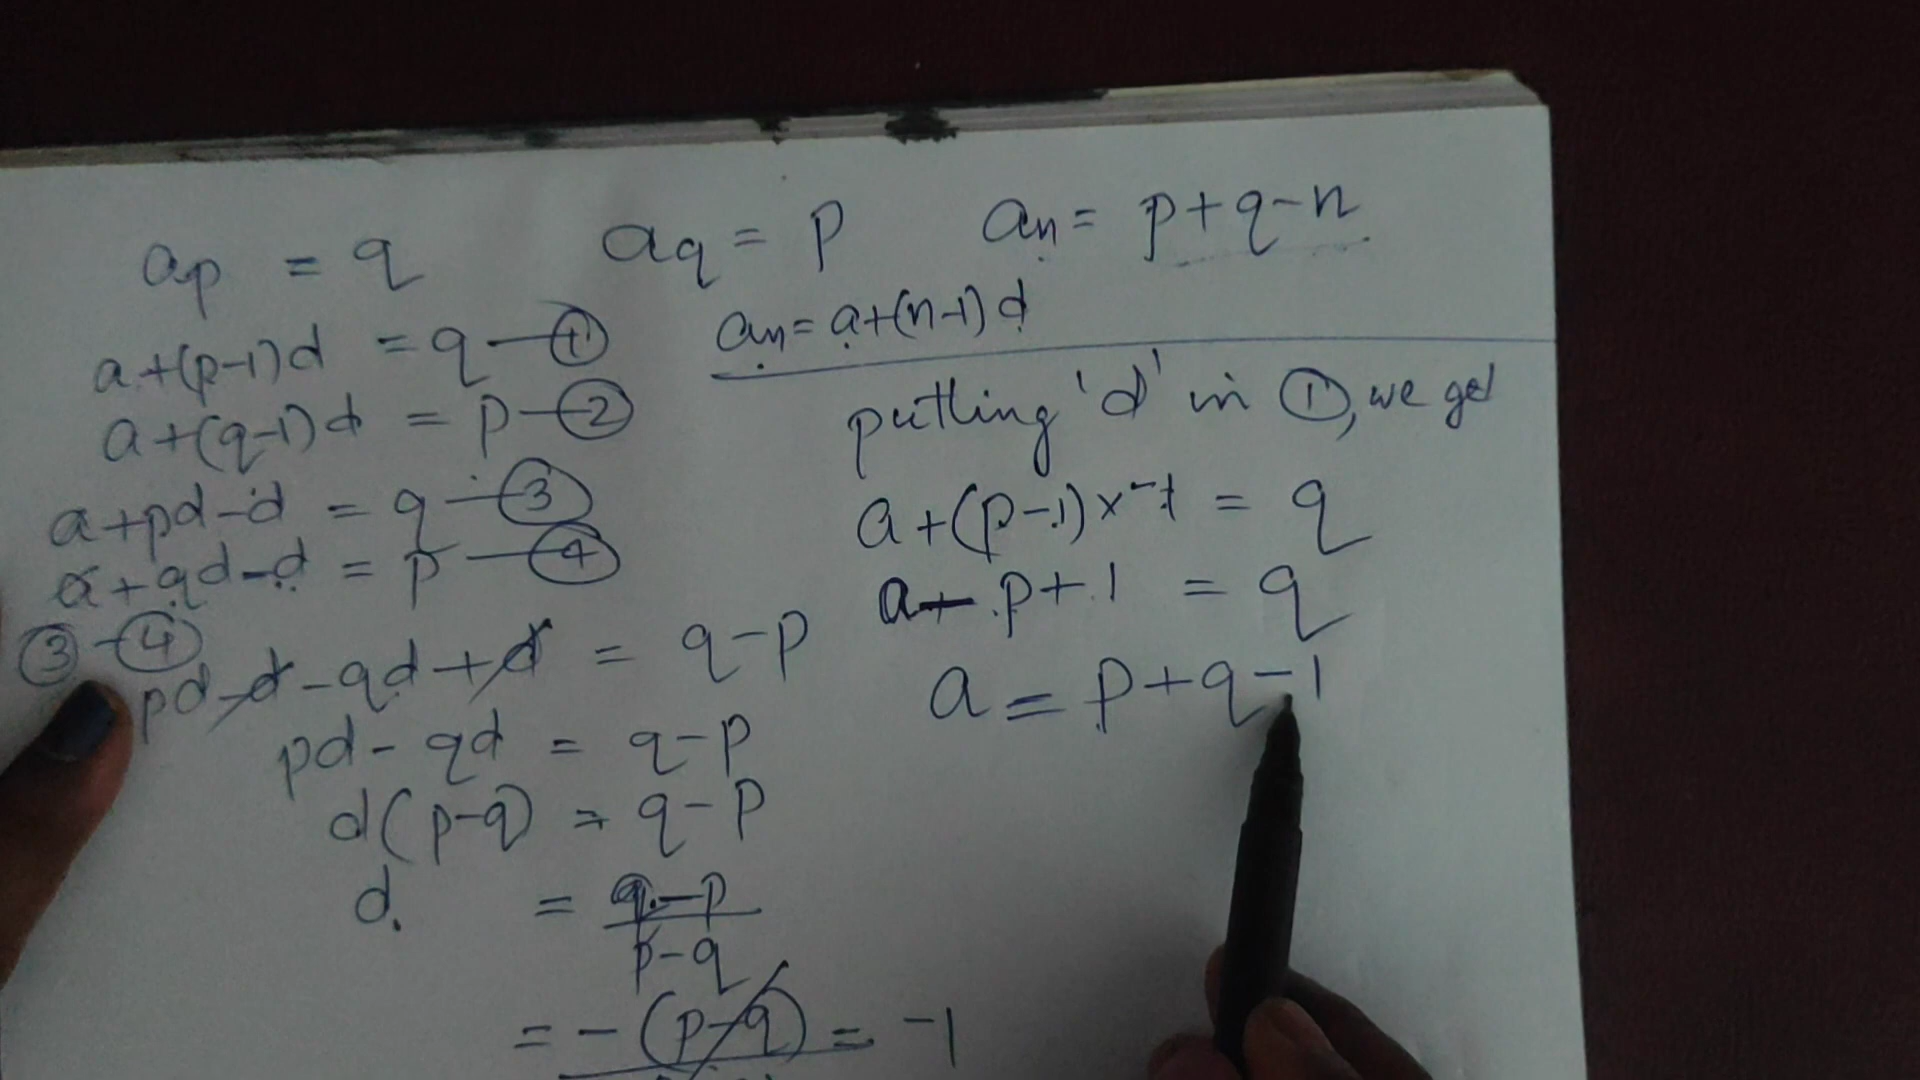 ap = q aq = p an = p+q-n
a+(p-1)d = q — ①
a+(q-1)d = p — ②
a+pd-d = q — ③
a+qd-d = p — ④
③-④
pd-d-qd+d = q-p
pd-qd = q-p
d(p-q) = q-p
d. = q-p
p-q
= -(p-q) = -1
an = a+(n-1)d
putting 'd' in ①, we get
a+(p-1)×-1 = q
a-p+1 = q
a = p+q-1